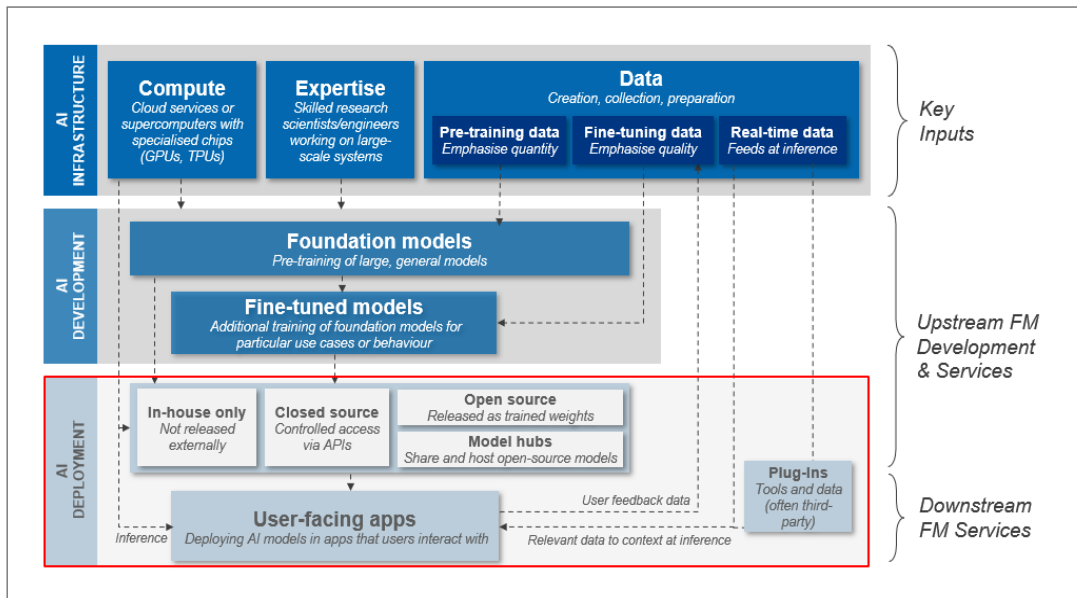 AI
INFRASTRUCTURE
Compute
Cloud services or
supercomputers with
specialised chips
(GPUs, TPUs)
Expertise
Skilled research
scientists/engineers
working on large-
scale systems
Data
Creation, collection, preparation
Pre-training data
Emphasise quantity
Fine-tuning data
Emphasise quality
Real-time data
Feeds at inference
Key
Inputs
AI
DEVELOPMENT
Foundation models
Pre-training of large, general models
Fine-tuned models
Additional training of foundation models for
particular use cases or behaviour
Upstream FM
Development
& Services
AI
DEPLOYMENT
In-house only
Not released
externally
Closed source
Controlled access
via APIs
Open source
Released as trained weights
Model hubs
Share and host open-source models
Plug-ins
Tools and data
(often third-
party)
User feedback data
User-facing apps
Deploying AI models in apps that users interact with
Inference
Relevant data to context at inference
Downstream
FM Services